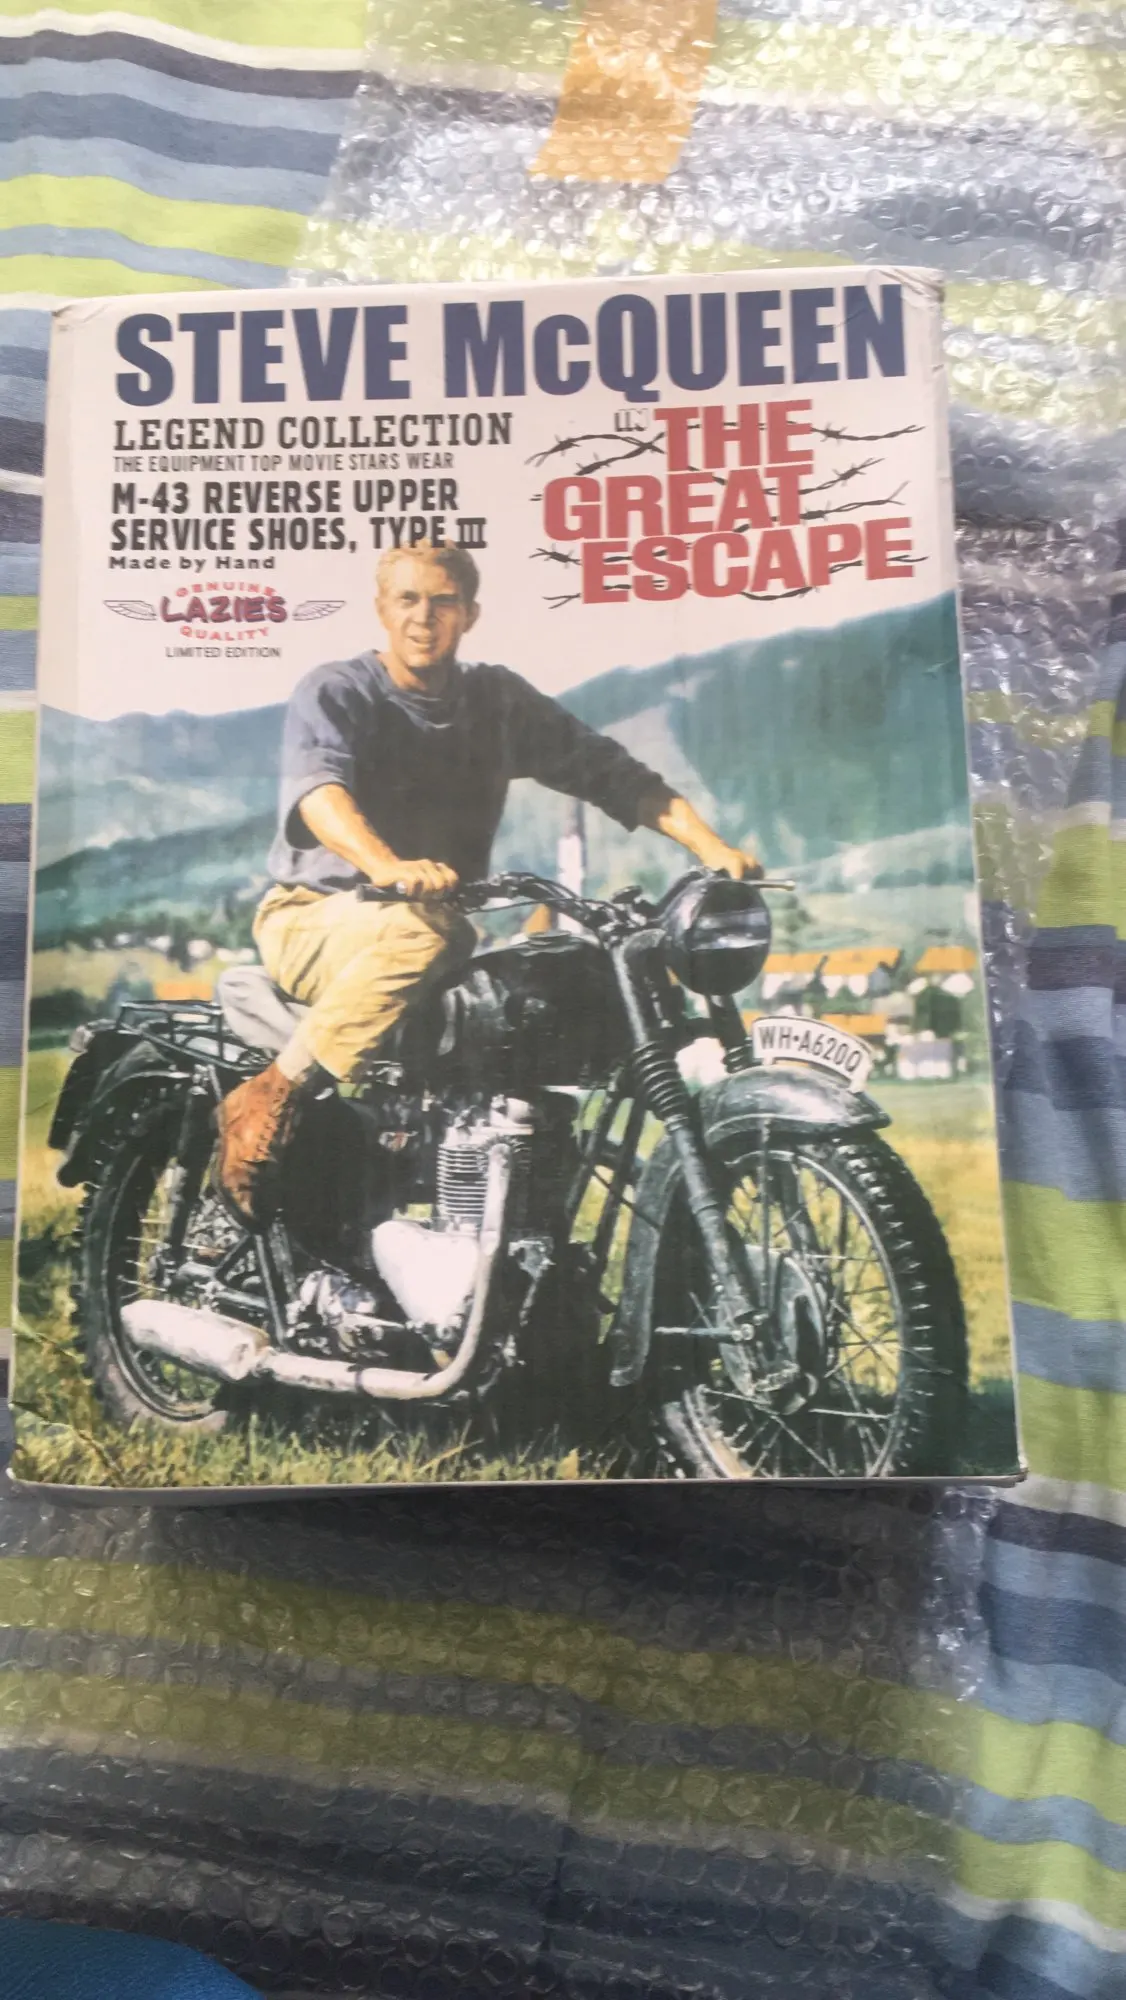 STEVE McQUEEN
IN THE
GREAT
ESCAPE
LEGEND COLLECTION
THE EQUIPMENT TOP MOVIE STARS WEAR
M-43 REVERSE UPPER
SERVICE SHOES, TYPE III
Made by Hand
GENUINE
LAZIES
QUALITY
LIMITED EDITION
WH•A6200